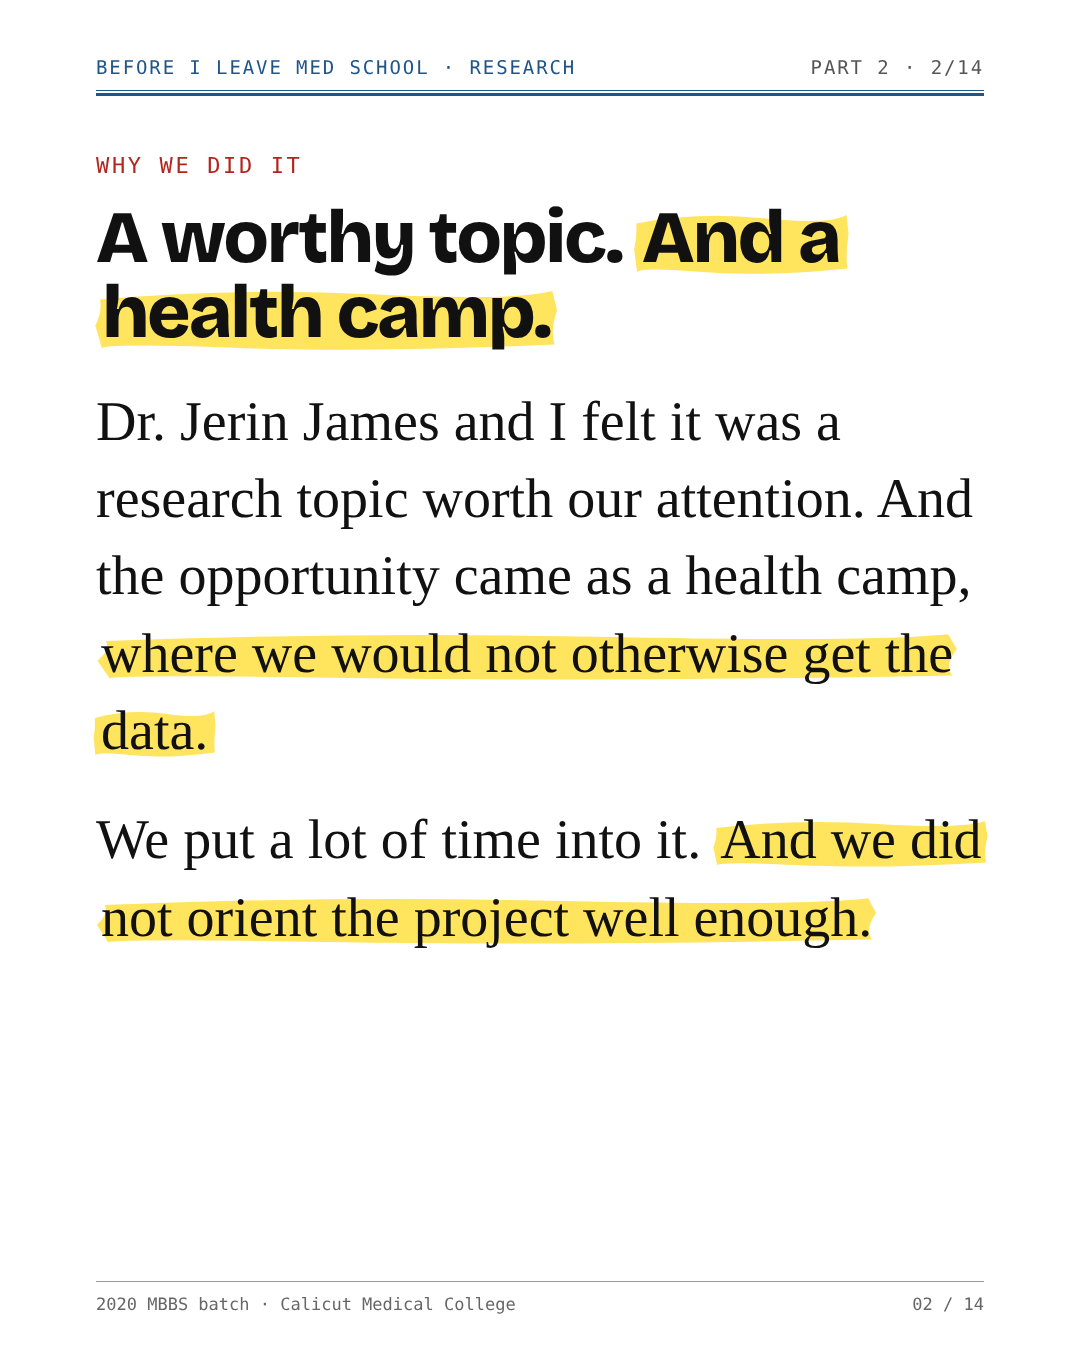 BEFORE I LEAVE MED SCHOOL · RESEARCH
PART 2 · 2/14
WHY WE DID IT
A worthy topic. And a
health camp.
Dr. Jerin James and I felt it was a
research topic worth our attention. And
the opportunity came as a health camp,
where we would not otherwise get the
data.
We put a lot of time into it. And we did
not orient the project well enough.
2020 MBBS batch · Calicut Medical College
02 / 14